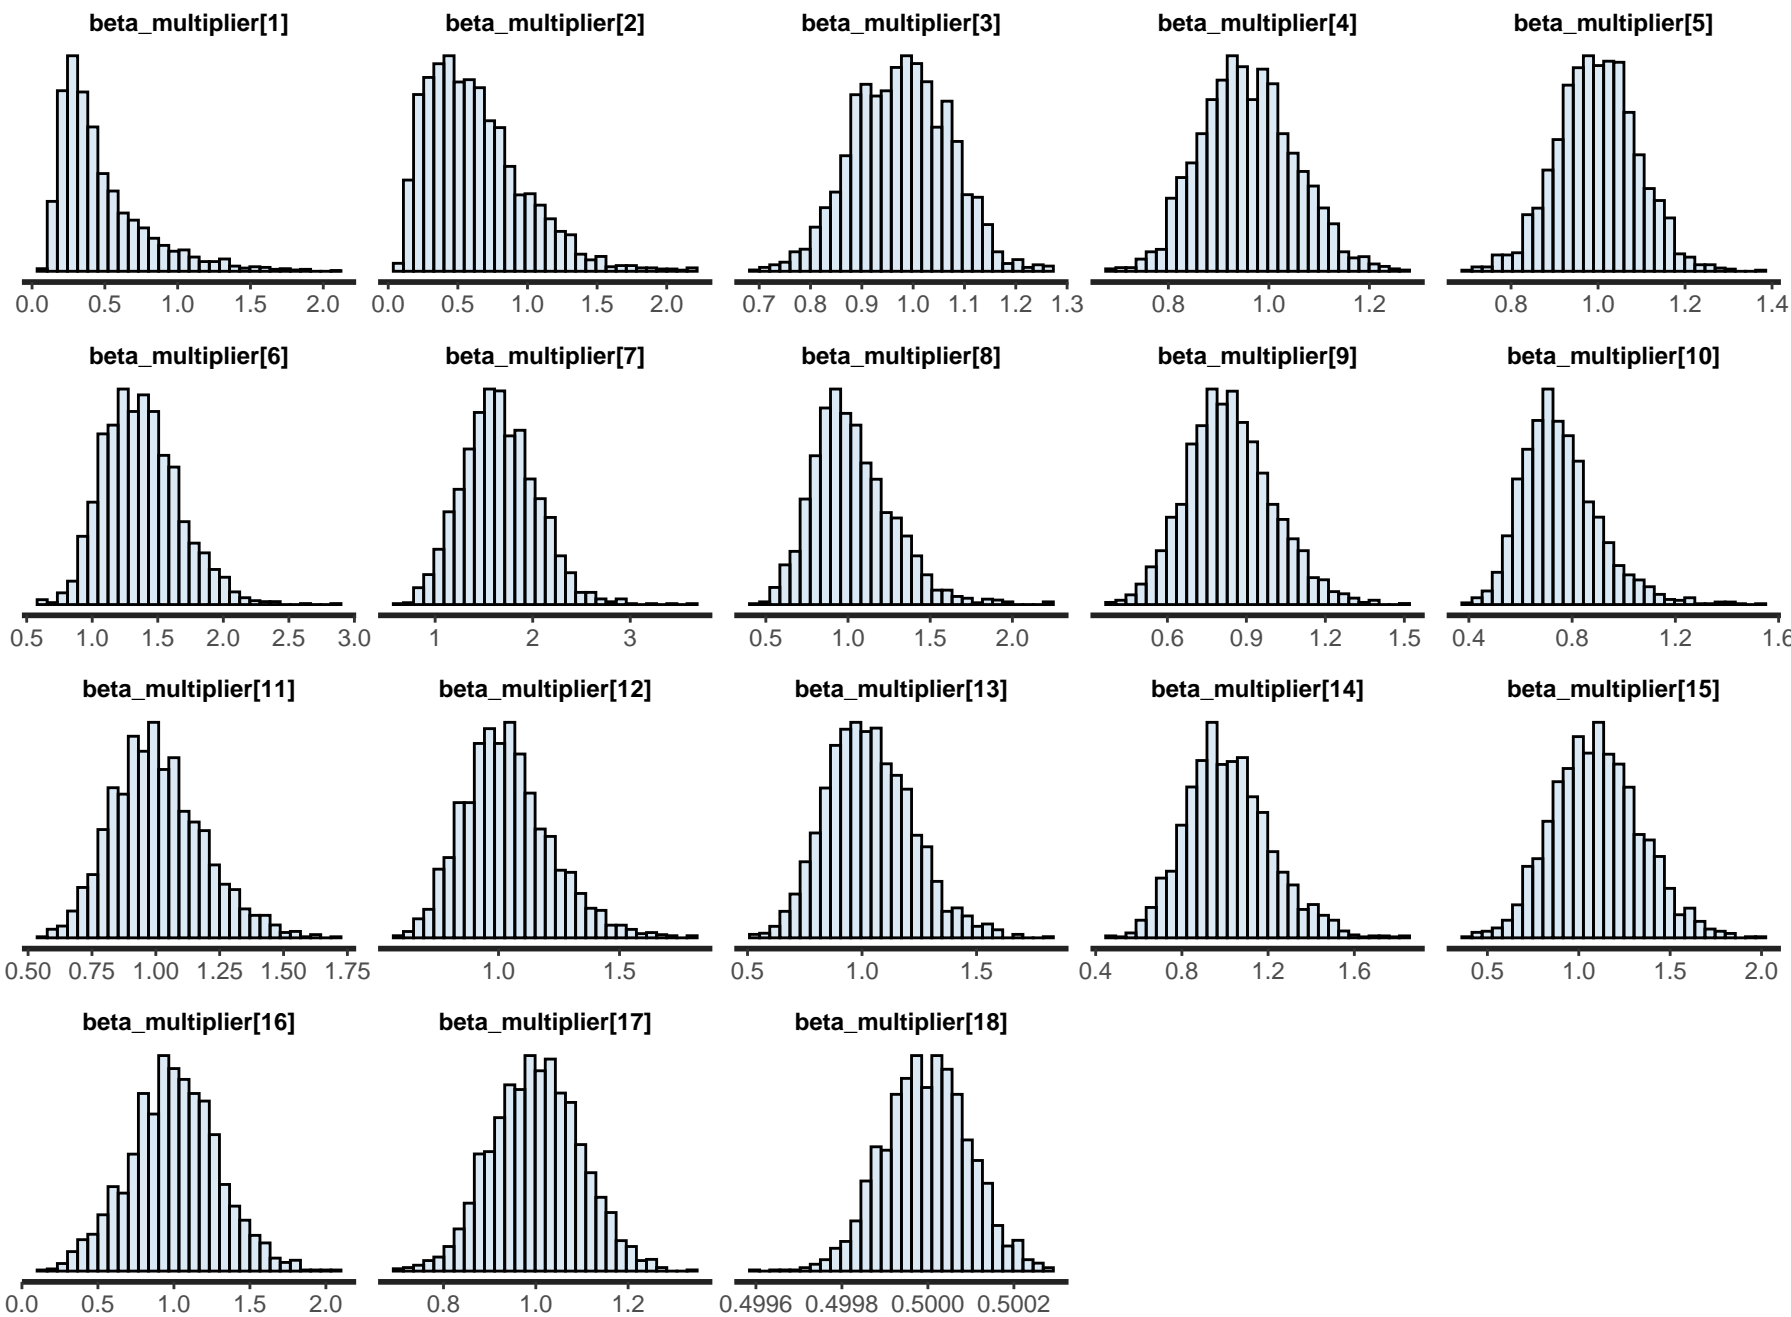 beta_multiplier[1] beta_multiplier[2] beta_multiplier[3] beta_multiplier[4] beta_multiplier[5]
0.0 0.5 1.0 1.5 2.0 0.0 0.5 1.0 1.5 2.0 0.7 0.8 0.9 1.0 1.1 1.2 1.3 0.8 1.0 1.2 0.8 1.0 1.2 1.4
beta_multiplier[6] beta_multiplier[7] beta_multiplier[8] beta_multiplier[9] beta_multiplier[10]
0.5 1.0 1.5 2.0 2.5 3.0 1 2 3 0.5 1.0 1.5 2.0 0.6 0.9 1.2 1.5 0.4 0.8 1.2 1.6
beta_multiplier[11] beta_multiplier[12] beta_multiplier[13] beta_multiplier[14] beta_multiplier[15]
0.50 0.75 1.00 1.25 1.50 1.75 1.0 1.5 0.5 1.0 1.5 0.4 0.8 1.2 1.6 0.5 1.0 1.5 2.0
beta_multiplier[16] beta_multiplier[17] beta_multiplier[18]
0.0 0.5 1.0 1.5 2.0 0.8 1.0 1.2 0.4996 0.4998 0.5000 0.5002